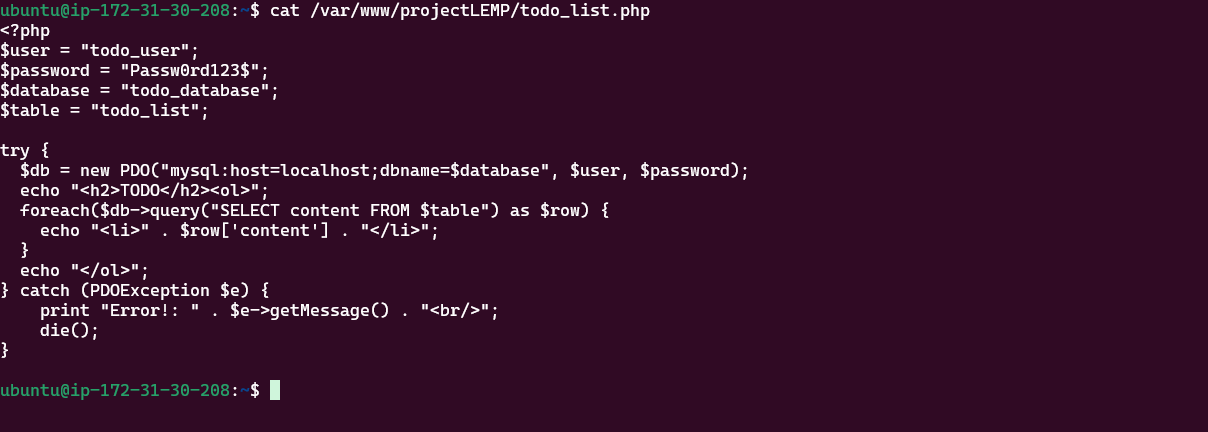 ubuntu@ip-172-31-30-208:~$ cat /var/www/projectLEMP/todo_list.php
<?php
$user = "todo_user";
$password = "Passw0rd123$";
$database = "todo_database";
$table = "todo_list";

try {
  $db = new PDO("mysql:host=localhost;dbname=$database", $user, $password);
  echo "<h2>TODO</h2><ol>";
  foreach($db->query("SELECT content FROM $table") as $row) {
    echo "<li>" . $row['content'] . "</li>";
  }
  echo "</ol>";
} catch (PDOException $e) {
    print "Error!: " . $e->getMessage() . "<br/>";
    die();
}

ubuntu@ip-172-31-30-208:~$